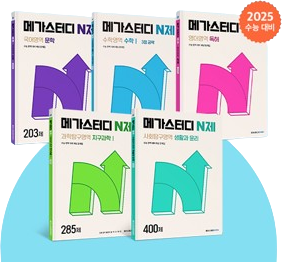 2025
수능 대비
메가스터디 N제
국어영역 문학
203제
메가스터디 N제
수학영역 수학 I 3점 공략
메가스터디 N제
영어영역 독해
메가스터디 N제
과학탐구영역 지구과학 I
285제
메가스터디 N제
사회탐구영역 생활과 윤리
400제